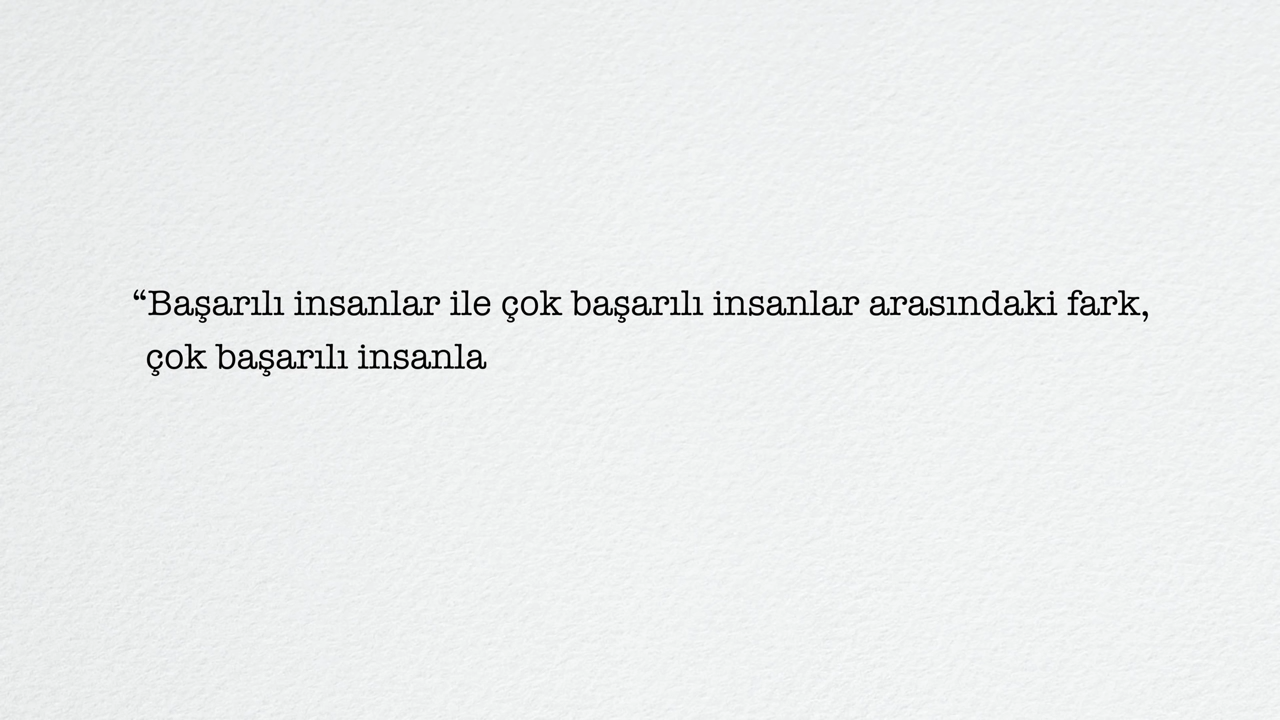 “Başarılı insanlar ile çok başarılı insanlar arasındaki fark,
çok başarılı insanla